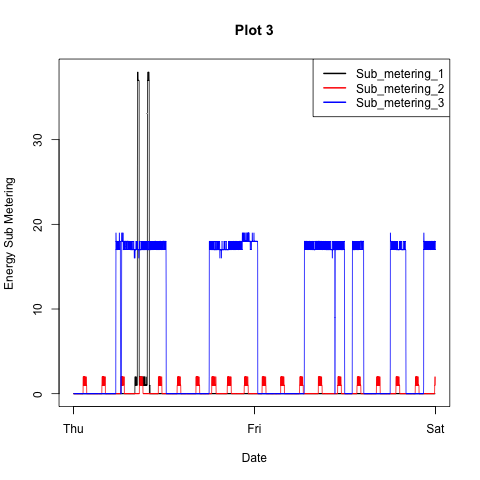 Plot 3
Sub_metering_1
Sub_metering_2
Sub_metering_3
Energy Sub Metering
30
20
10
0
Thu Fri Sat
Date